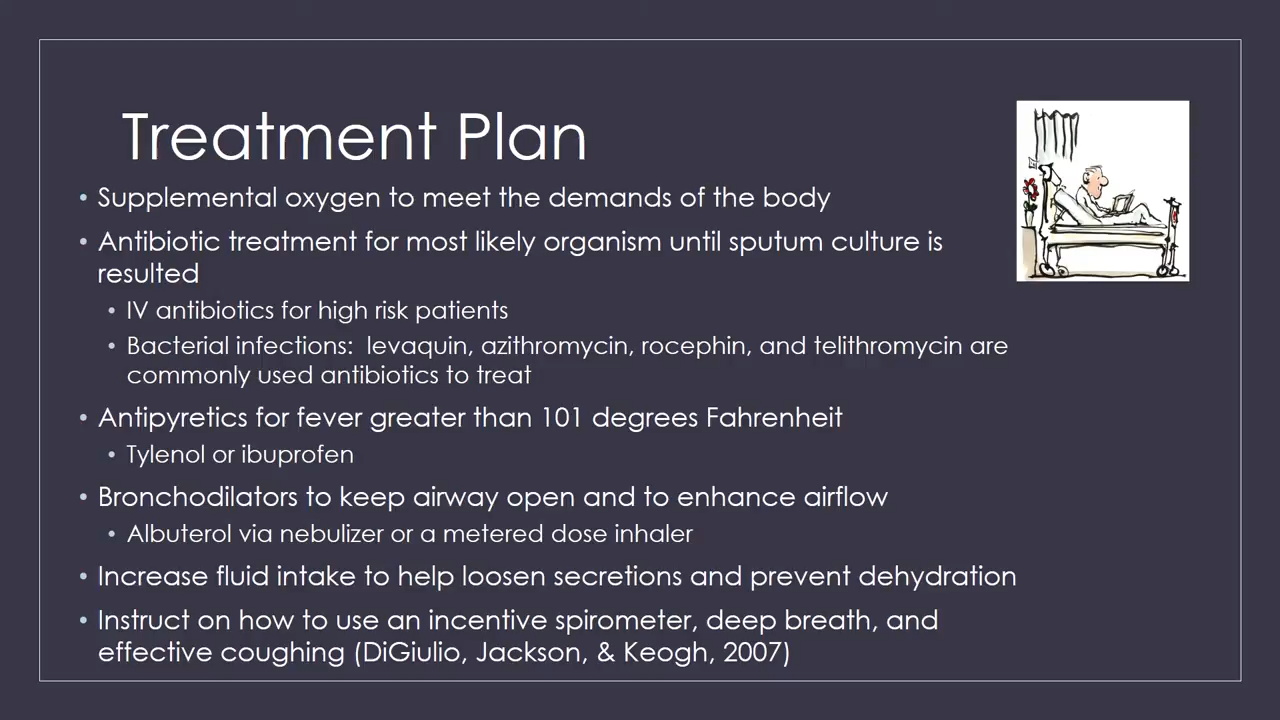 Treatment Plan
• Supplemental oxygen to meet the demands of the body
• Antibiotic treatment for most likely organism until sputum culture is
resulted
• IV antibiotics for high risk patients
• Bacterial infections:  levaquin, azithromycin, rocephin, and telithromycin are
commonly used antibiotics to treat
• Antipyretics for fever greater than 101 degrees Fahrenheit
• Tylenol or ibuprofen
• Bronchodilators to keep airway open and to enhance airflow
• Albuterol via nebulizer or a metered dose inhaler
• Increase fluid intake to help loosen secretions and prevent dehydration
• Instruct on how to use an incentive spirometer, deep breath, and
effective coughing (DiGiulio, Jackson, & Keogh, 2007)